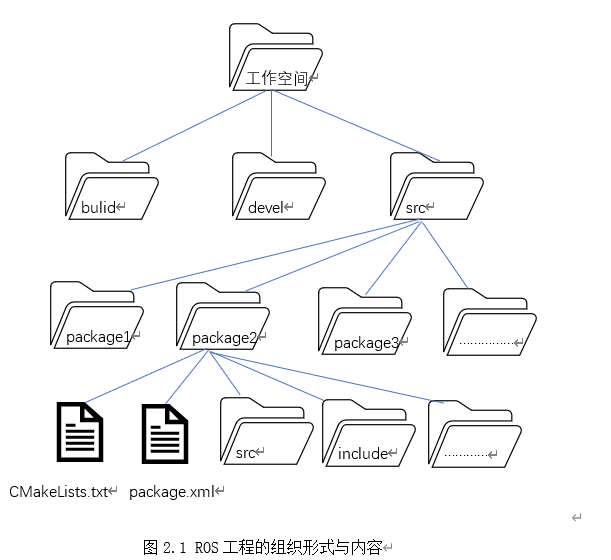 工作空间
bulid
devel
src
package1
package2
package3
……………
src
include
…………
CMakeLists.txt
package.xml
图 2.1 ROS 工程的组织形式与内容